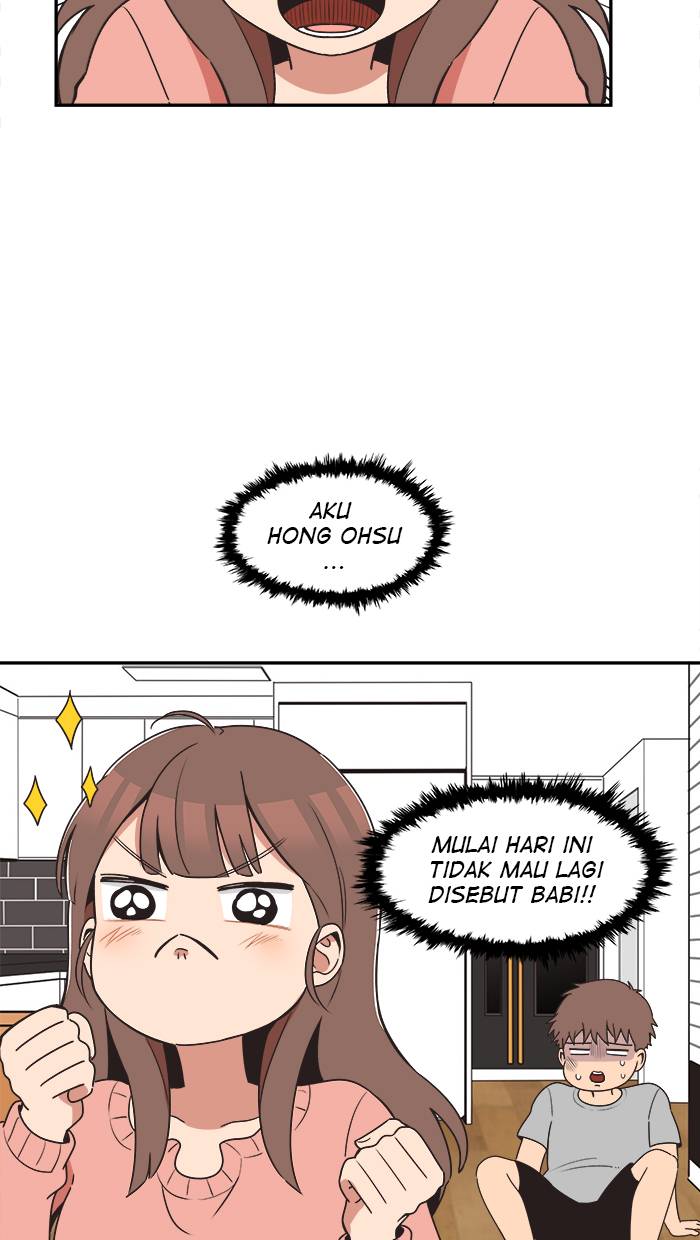 AKU
HONG OHSU
...
MULAI HARI INI
TIDAK MAU LAGI
DISEBUT BABI!!